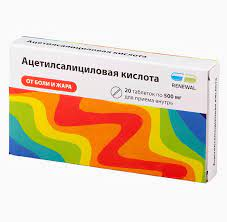 Ацетилсалициловая кислота
ОТ БОЛИ И ЖАРА
RENEWAL
20 таблеток по 500 мг
для приема внутрь